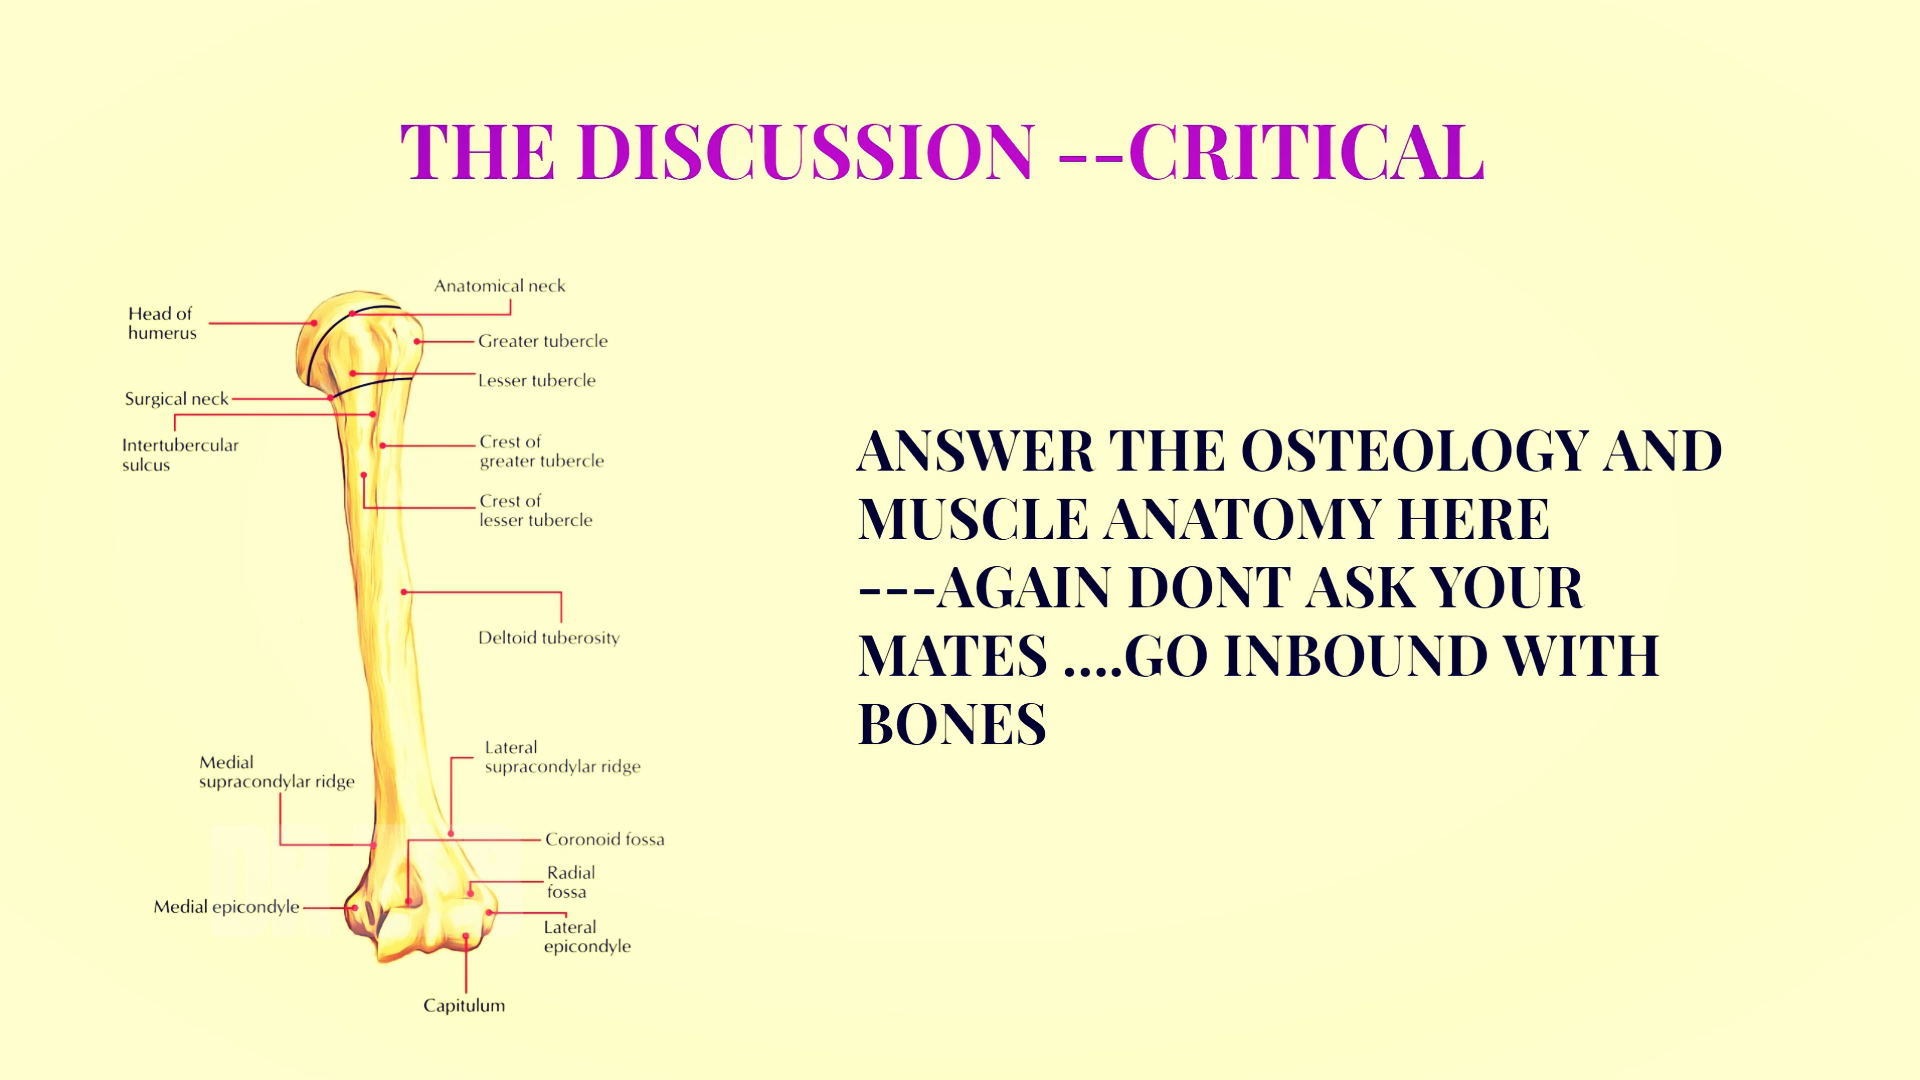 THE DISCUSSION --CRITICAL
Anatomical neck
Head of
humerus
Greater tubercle
Lesser tubercle
Surgical neck
Intertubercular
sulcus
Crest of
greater tubercle
Crest of
lesser tubercle
Deltoid tuberosity
Medial
supracondylar ridge
Lateral
supracondylar ridge
Coronoid fossa
Radial
fossa
Medial epicondyle
Lateral
epicondyle
Capitulum
ANSWER THE OSTEOLOGY AND
MUSCLE ANATOMY HERE
---AGAIN DONT ASK YOUR
MATES ....GO INBOUND WITH
BONES